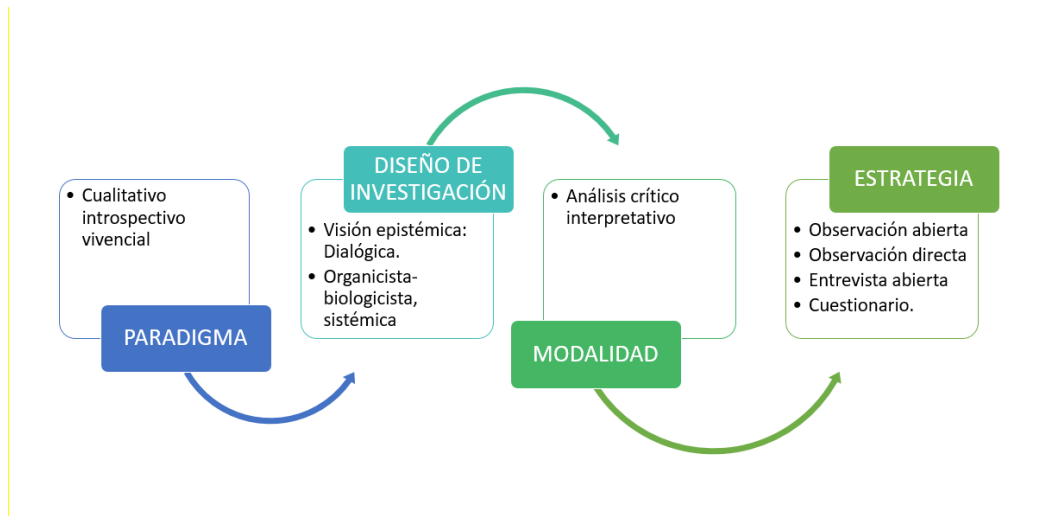 • Cualitativo
introspectivo
vivencial
PARADIGMA
DISEÑO DE
INVESTIGACIÓN
• Visión epistémica:
Dialógica.
• Organicista-
biologicista,
sistémica
• Análisis crítico
interpretativo
MODALIDAD
ESTRATEGIA
• Observación abierta
• Observación directa
• Entrevista abierta
• Cuestionario.